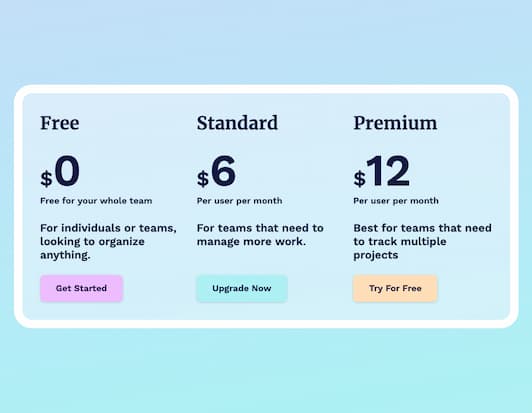 Free
$0
Free for your whole team
For individuals or teams,
looking to organize
anything.
Get Started
Standard
$6
Per user per month
For teams that need to
manage more work.
Upgrade Now
Premium
$12
Per user per month
Best for teams that need
to track multiple
projects
Try For Free